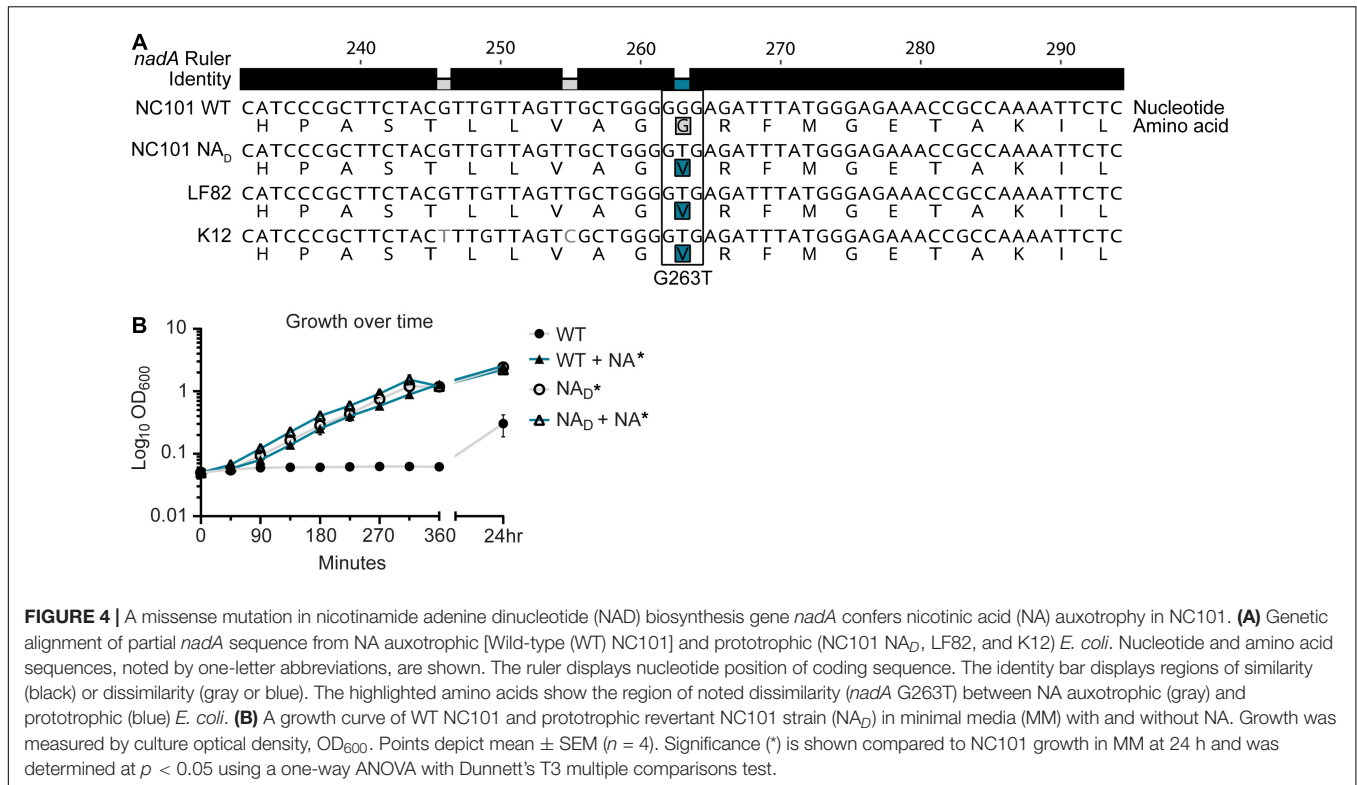 A
nadA Ruler 240 250 260 270 280 290
Identity
NC101 WT CATCCCGCTTCTACGTTGTTAGTTGCTGGGGGGAGATTTATGGGAGAAACCGCCAAAATTCTC Nucleotide
H P A S T L L V A G G R F M G E T A K I L Amino acid
NC101 NAD CATCCCGCTTCTACGTTGTTAGTTGCTGGGGTGAGATTTATGGGAGAAACCGCCAAAATTCTC
H P A S T L L V A G V R F M G E T A K I L
LF82 CATCCCGCTTCTACGTTGTTAGTTGCTGGGGTGAGATTTATGGGAGAAACCGCCAAAATTCTC
H P A S T L L V A G V R F M G E T A K I L
K12 CATCCCGCTTCTACTTTGTTAGTCGCTGGGGTGAGATTTATGGGAGAAACCGCCAAAATTCTC
H P A S T L L V A G V R F M G E T A K I L
G263T
B
Growth over time
Log10 OD600
10
1
0.1
0.01
0 90 180 270 360 24hr
Minutes
WT
WT + NA*
NAD*
NAD + NA*
FIGURE 4 | A missense mutation in nicotinamide adenine dinucleotide (NAD) biosynthesis gene nadA confers nicotinic acid (NA) auxotrophy in NC101. (A) Genetic
alignment of partial nadA sequence from NA auxotrophic [Wild-type (WT) NC101] and prototrophic (NC101 NAD, LF82, and K12) E. coli. Nucleotide and amino acid
sequences, noted by one-letter abbreviations, are shown. The ruler displays nucleotide position of coding sequence. The identity bar displays regions of similarity
(black) or dissimilarity (gray or blue). The highlighted amino acids show the region of noted dissimilarity (nadA G263T) between NA auxotrophic (gray) and
prototrophic (blue) E. coli. (B) A growth curve of WT NC101 and prototrophic revertant NC101 strain (NAD) in minimal media (MM) with and without NA. Growth was
measured by culture optical density, OD600. Points depict mean ± SEM (n = 4). Significance (*) is shown compared to NC101 growth in MM at 24 h and was
determined at p < 0.05 using a one-way ANOVA with Dunnett's T3 multiple comparisons test.